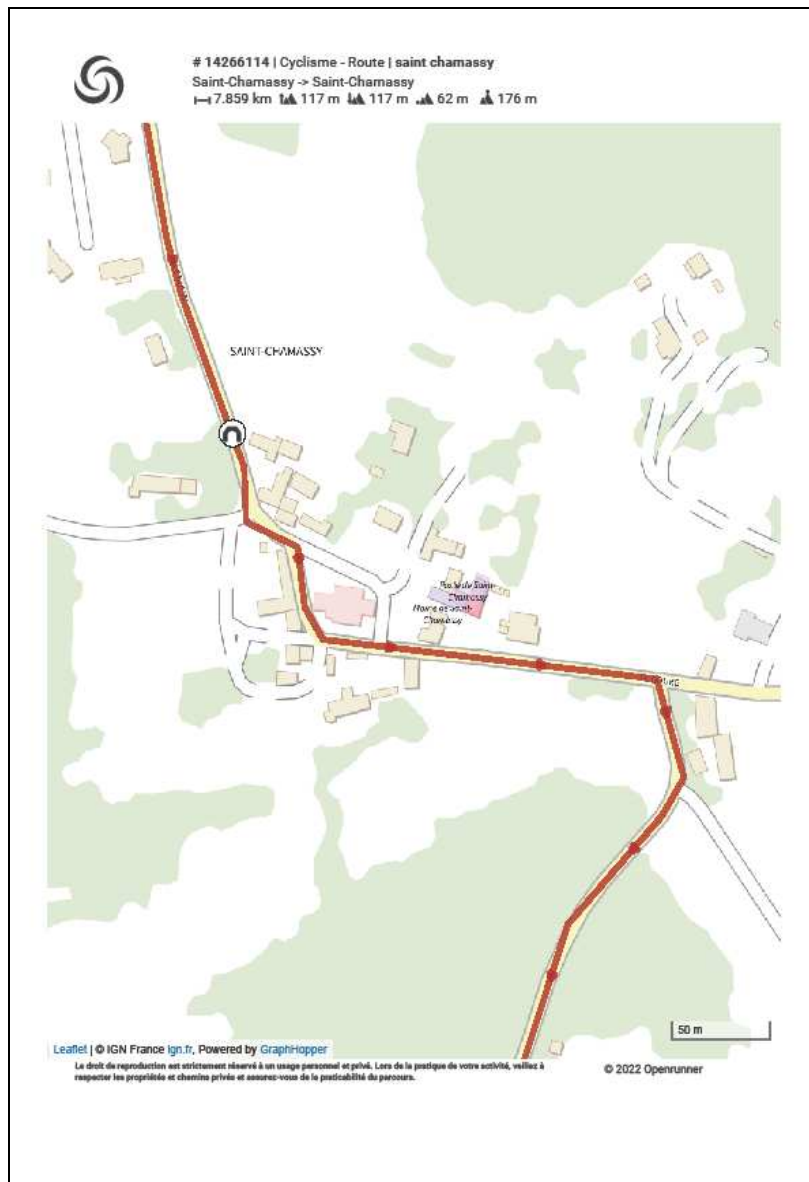 # 14266114 | Cyclisme - Route | saint chamassy
Saint-Chamassy -> Saint-Chamassy
7.859 km 117 m 117 m 62 m 176 m
SAINT-CHAMASSY
Chamassy
50 m
Leaflet | © IGN France ign.fr, Powered by GraphHopper
Le droit de reproduction est strictement réservé à un usage personnel et privé. Lors de la pratique de votre activité, veillez à
respecter les propriétés et chemins privés et assurez-vous de la praticabilité du parcours.
© 2022 Openrunner